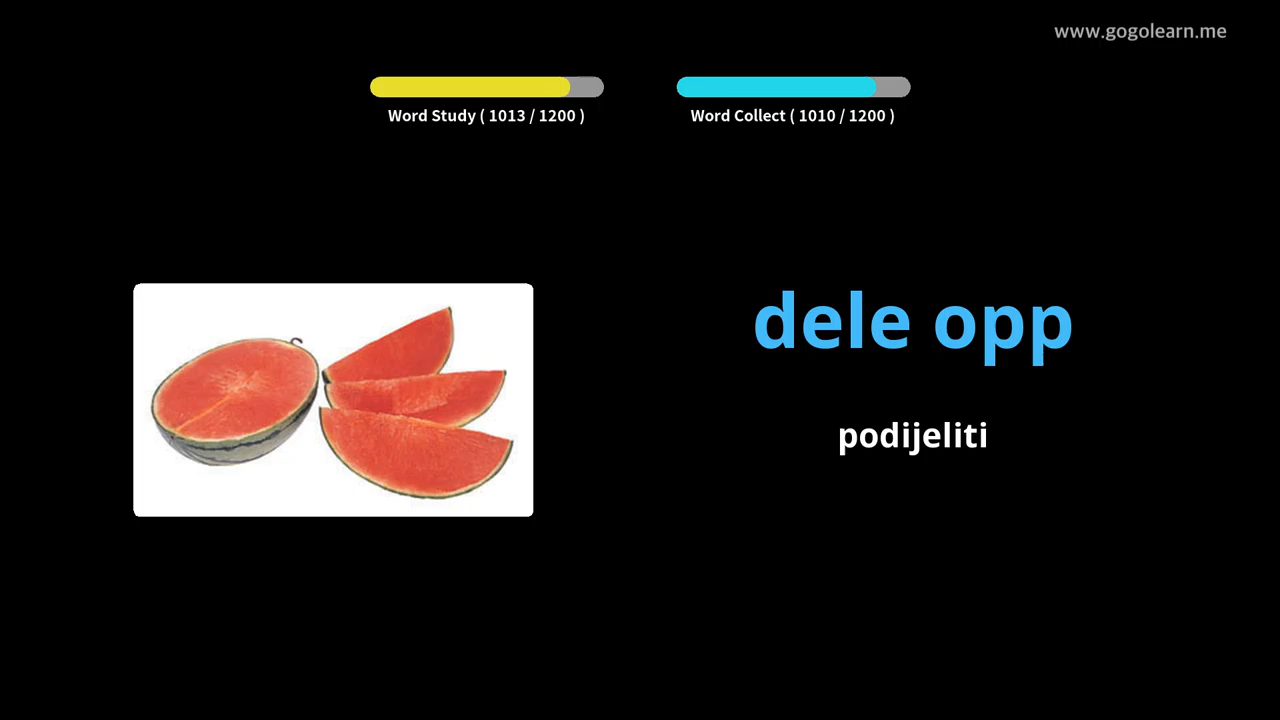 www.gogolearn.me
Word Study ( 1013 / 1200 )
Word Collect ( 1010 / 1200 )
dele opp
podijeliti